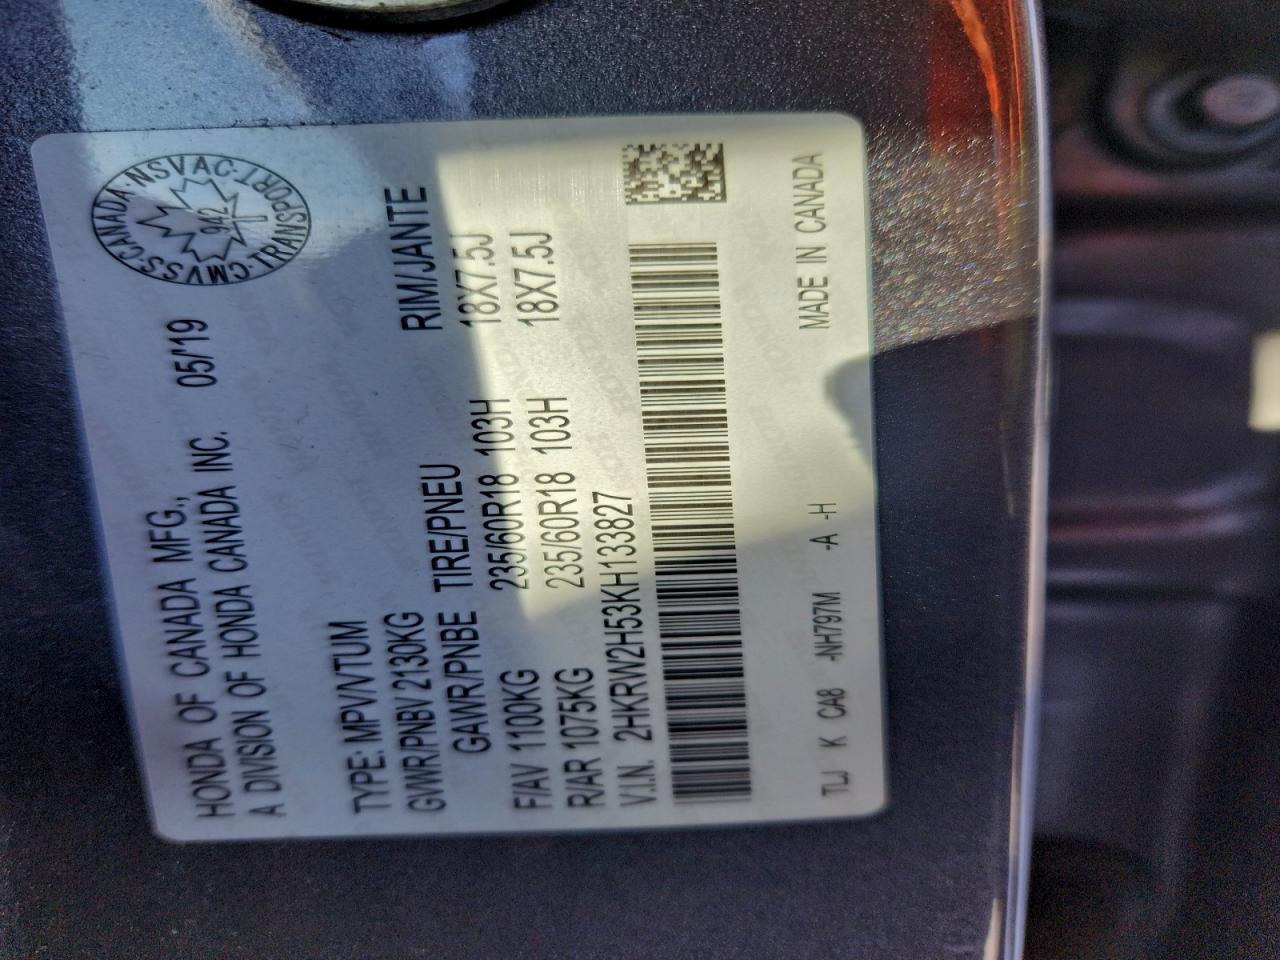 HONDA OF CANADA MFG.,
A DIVISION OF HONDA CANADA INC. 05/'19
CMVSS·CANADA·NSVAC·TRANSPORT·
942
TYPE: MPV/VTUM
GVWR/PNBV 2130KG
GAWR/PNBE TIRE/PNEU RIM/JANTE
F/AV 1100KG 235/60R18 103H 18X7.5J
R/AR 1075KG 235/60R18 103H 18X7.5J
V.I.N. 2HKRW2H53KH133827
TLJ K CA8 -NH797M -A -H MADE IN CANADA